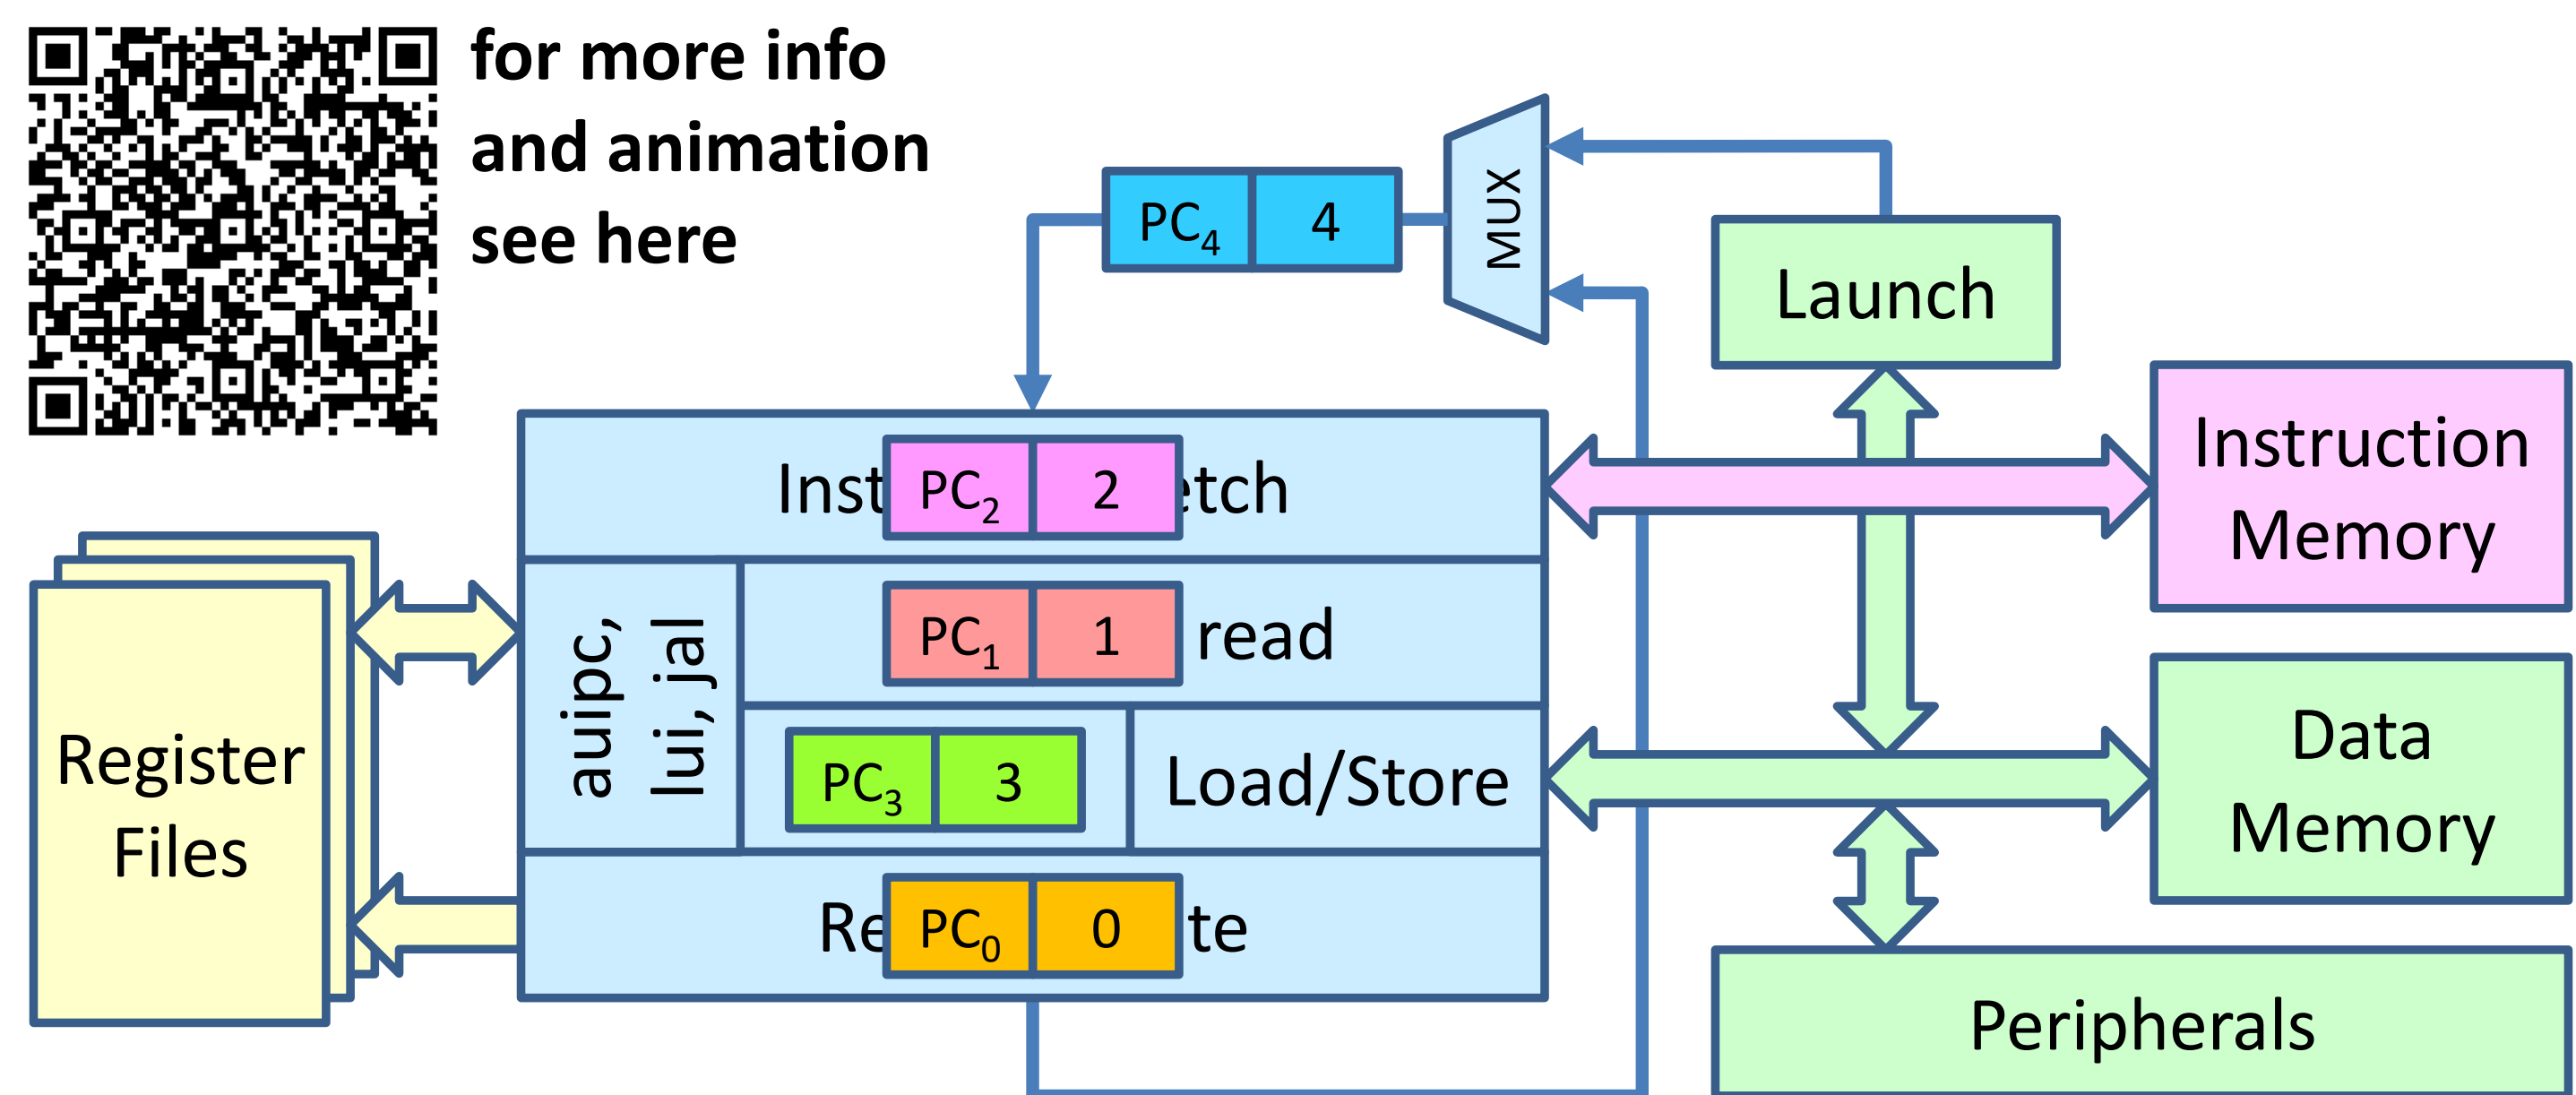 for more info
and animation
see here
MUX
PC4 4
Launch
Inst PC2 2 etch
Instruction
Memory
auipc,
lui, jal
PC1 1 read
Register
Files
PC3 3 Load/Store
Data
Memory
Re PC0 0 te
Peripherals